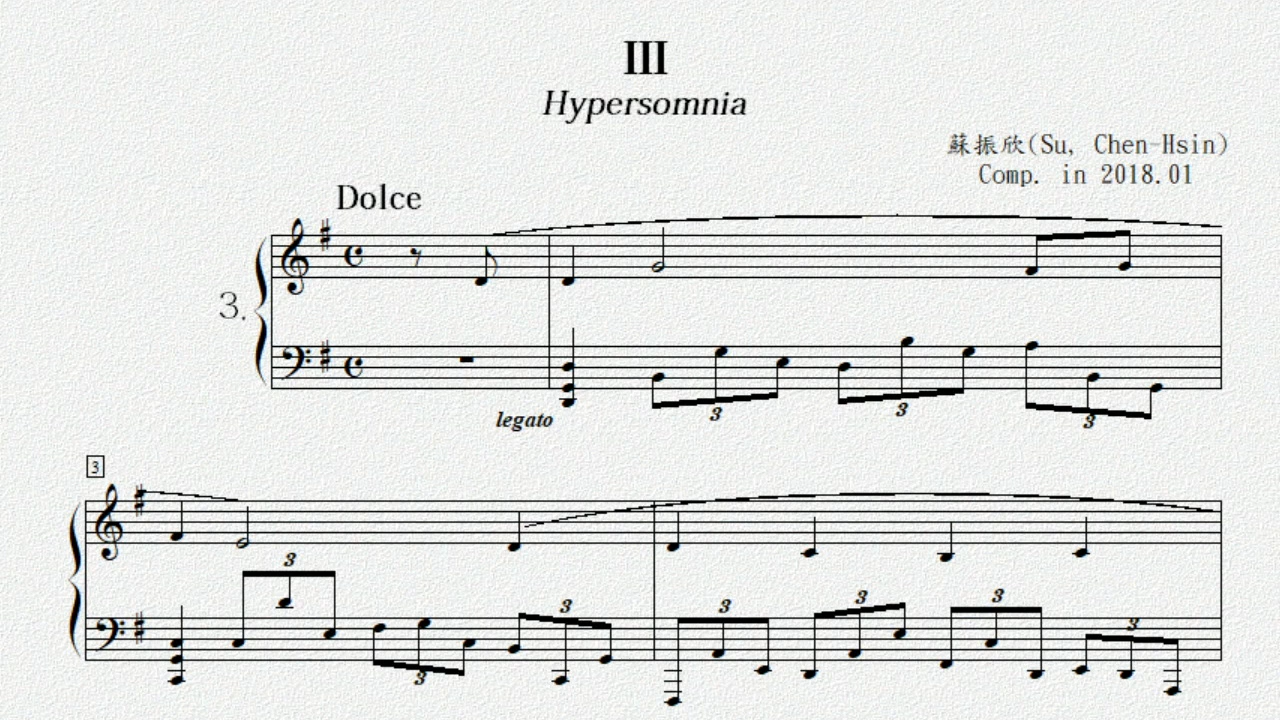 III
Hypersomnia
蘇振欣(Su, Chen-Hsin)
Comp. in 2018.01
Dolce
3.
legato
3
3
3
3
3
3
3
3
3
3
3